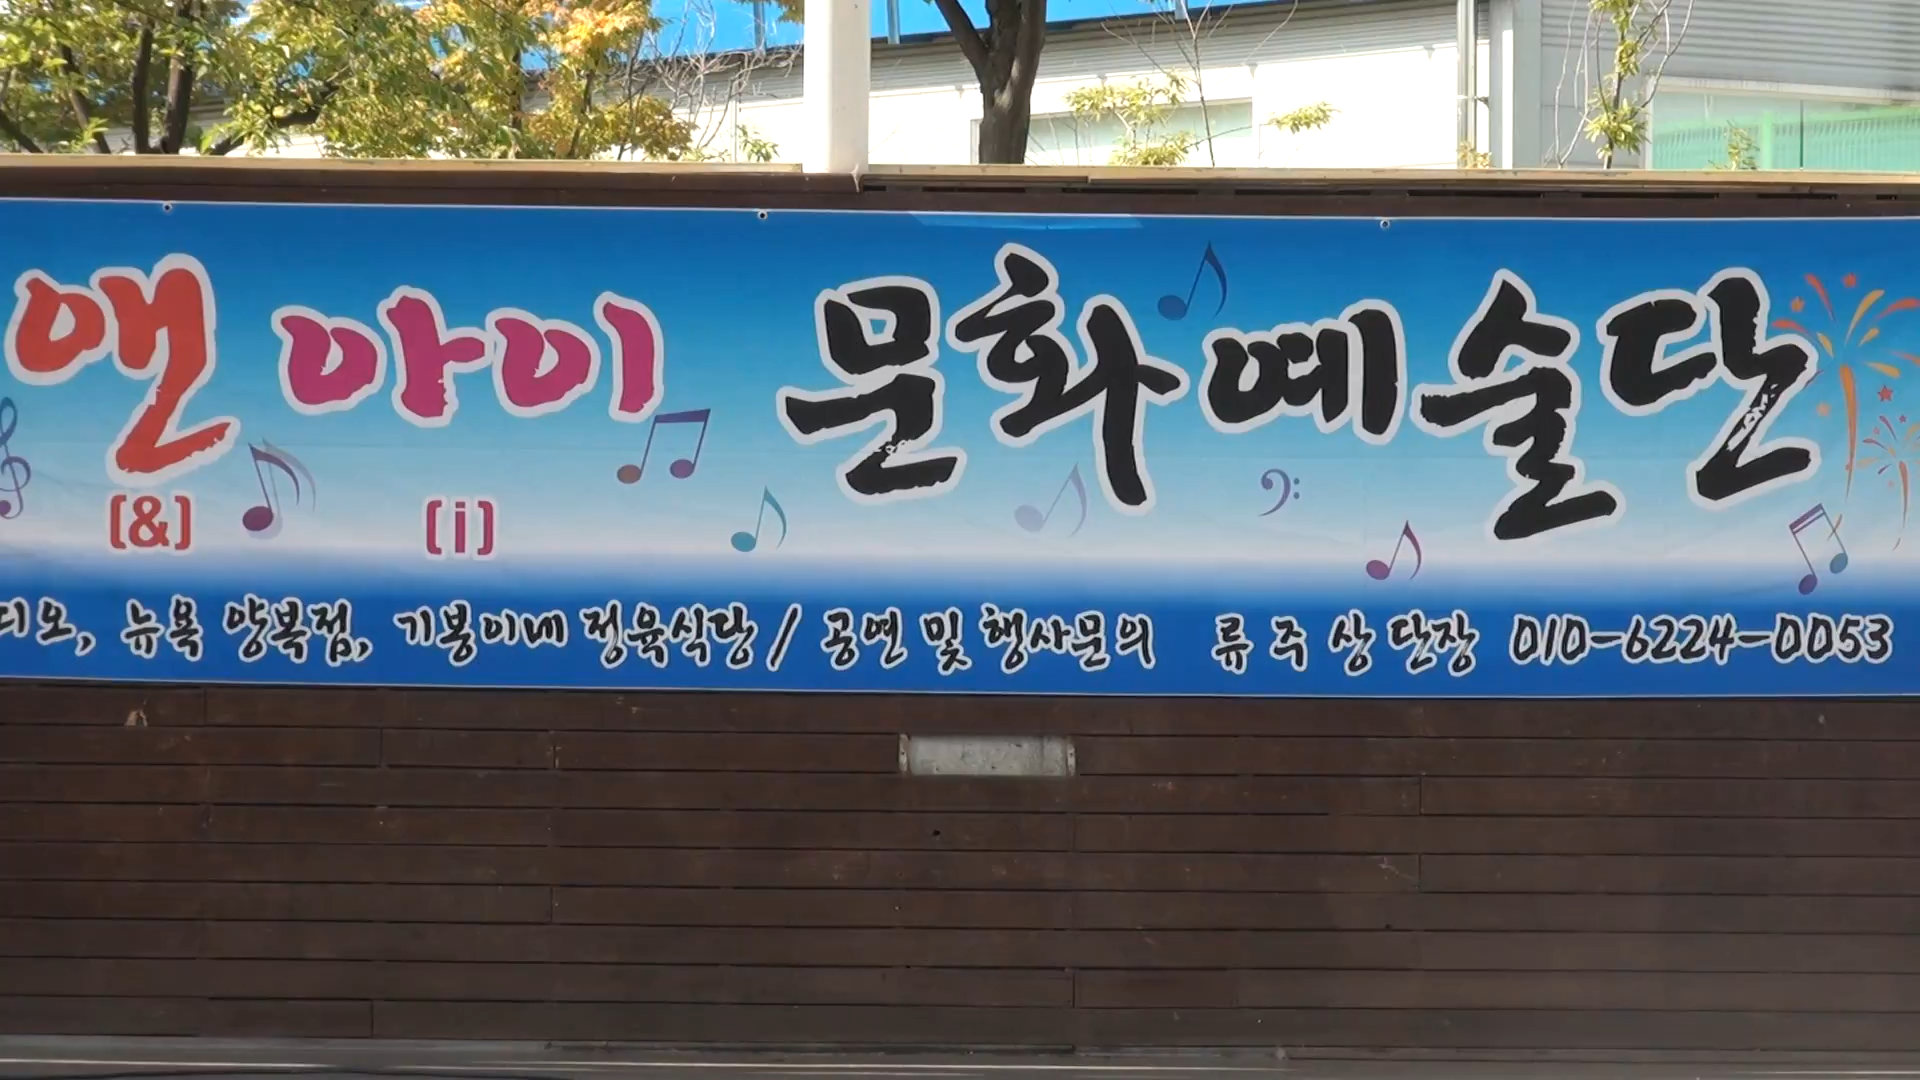 앤 아이 문화예술단
(&) (i)
디오, 뉴욕 양복점, 기봉이네 정육식당 / 공연 및 행사문의 류 주 상 단장 010-6224-0053